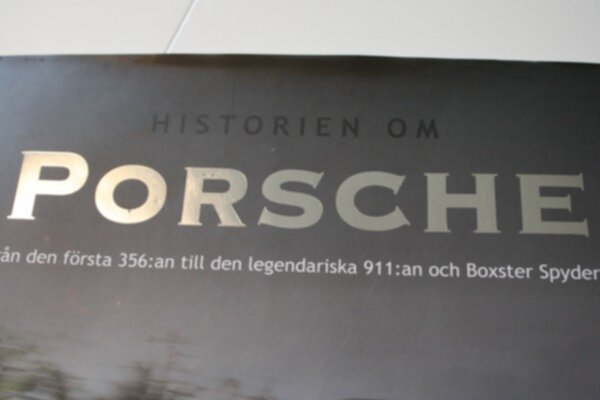 HISTORIEN OM
PORSCHE
ån den första 356:an till den legendariska 911:an och Boxster Spyder